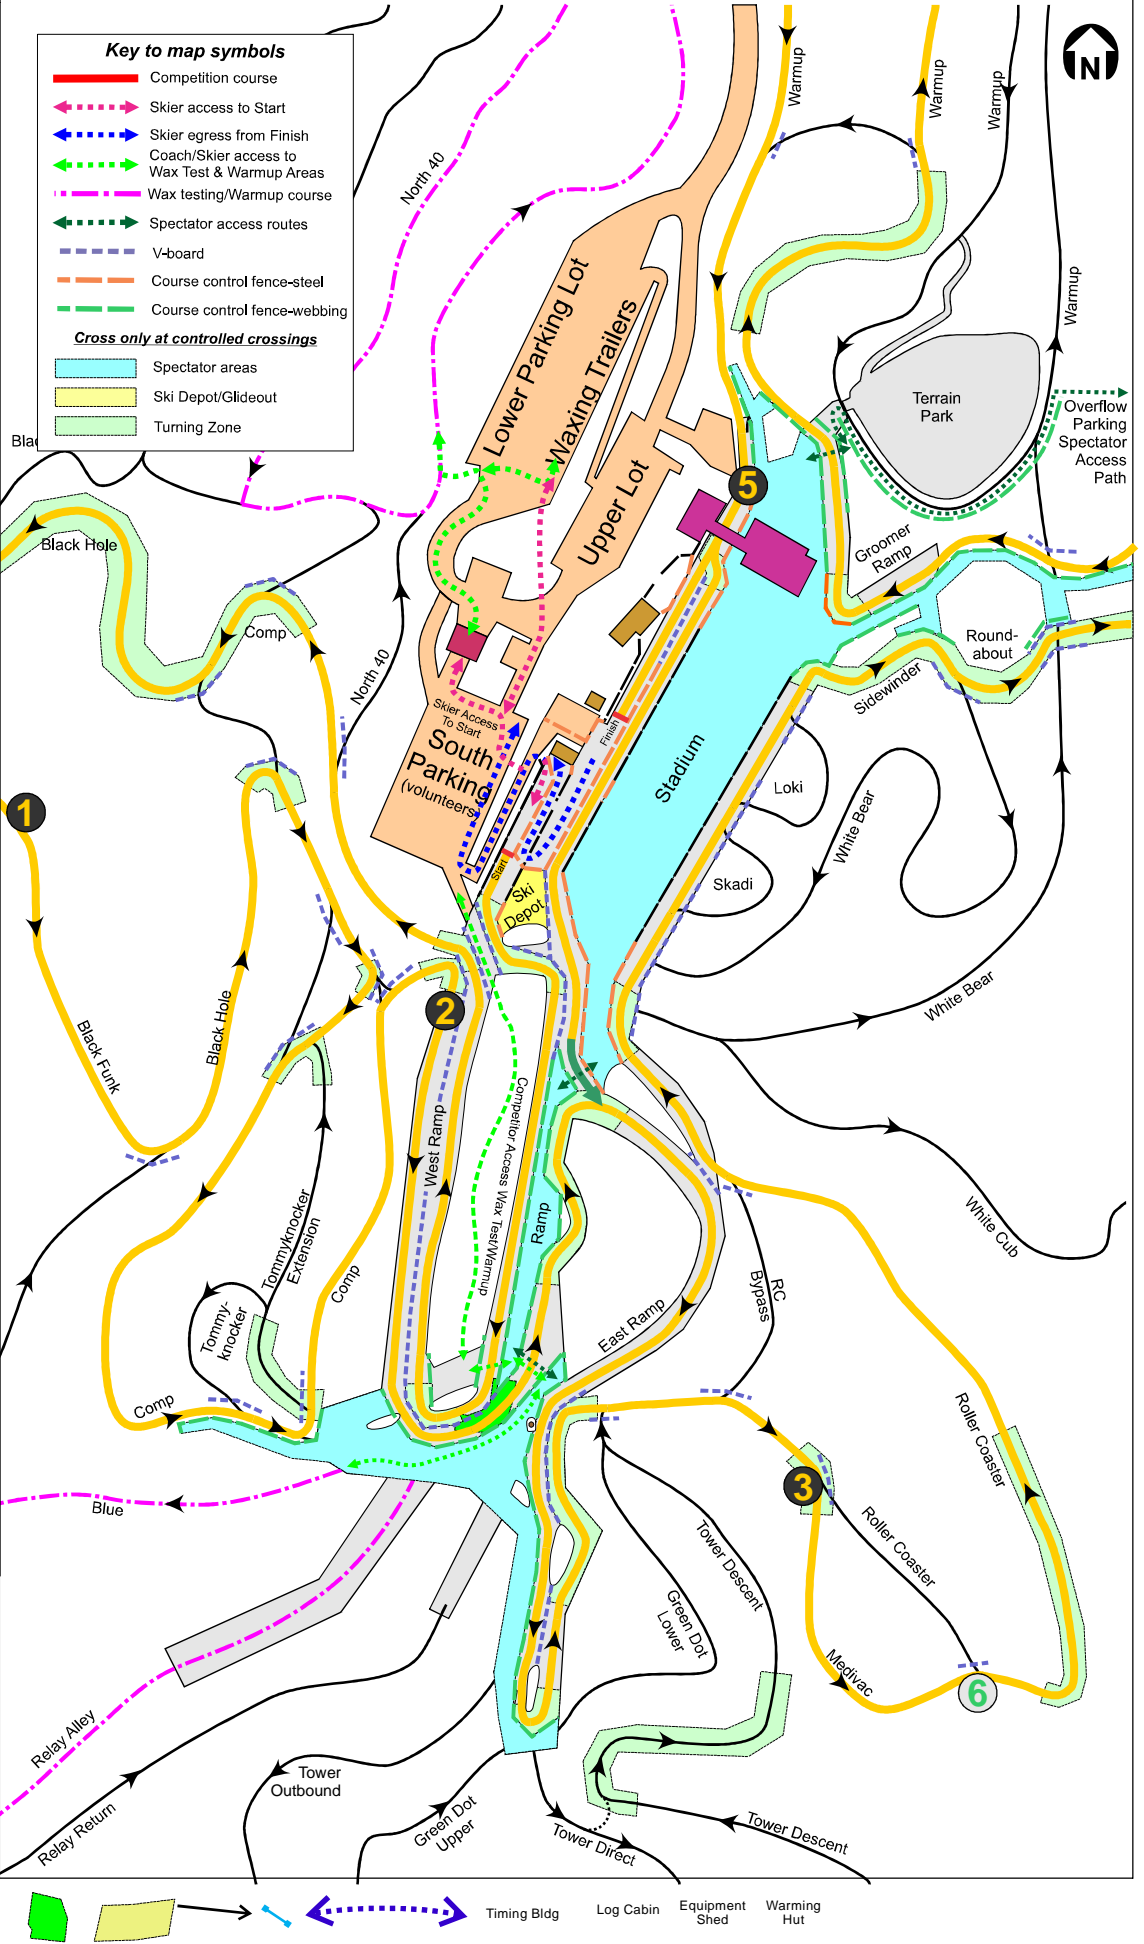 Key to map symbols
Competition course
Skier access to Start
Skier egress from Finish
Coach/Skier access to
Wax Test & Warmup Areas
Wax testing/Warmup course
Spectator access routes
V-board
Course control fence-steel
Course control fence-webbing
Cross only at controlled crossings
Spectator areas
Ski Depot/Glideout
Turning Zone
N
Warmup
Warmup
Warmup
Warmup
North 40
Lower Parking Lot
Waxing Trailers
Upper Lot
Terrain
Park
Overflow
Parking
Spectator
Access
Path
5
Groomer
Ramp
Black Hole
Comp
North 40
Round-
about
Sidewinder
Skier Access
To Start
South
Parking
(volunteers)
Finish
Stadium
Loki
White Bear
Skadi
1
Start
Ski
Depot
2
White Bear
Black Hole
Black Funk
West Ramp
Competitor Access Wax Test/Warmup
Ramp
White Cub
Tommyknocker
Extension
Comp
RC
Bypass
Tommy-
knocker
East Ramp
Comp
Roller Coaster
3
Blue
Roller Coaster
Tower Descent
Green Dot
Lower
Medivac
6
Relay Alley
Tower
Outbound
Relay Return
Green Dot
Upper
Tower Direct
Tower Descent
Timing Bldg
Log Cabin
Equipment
Shed
Warming
Hut